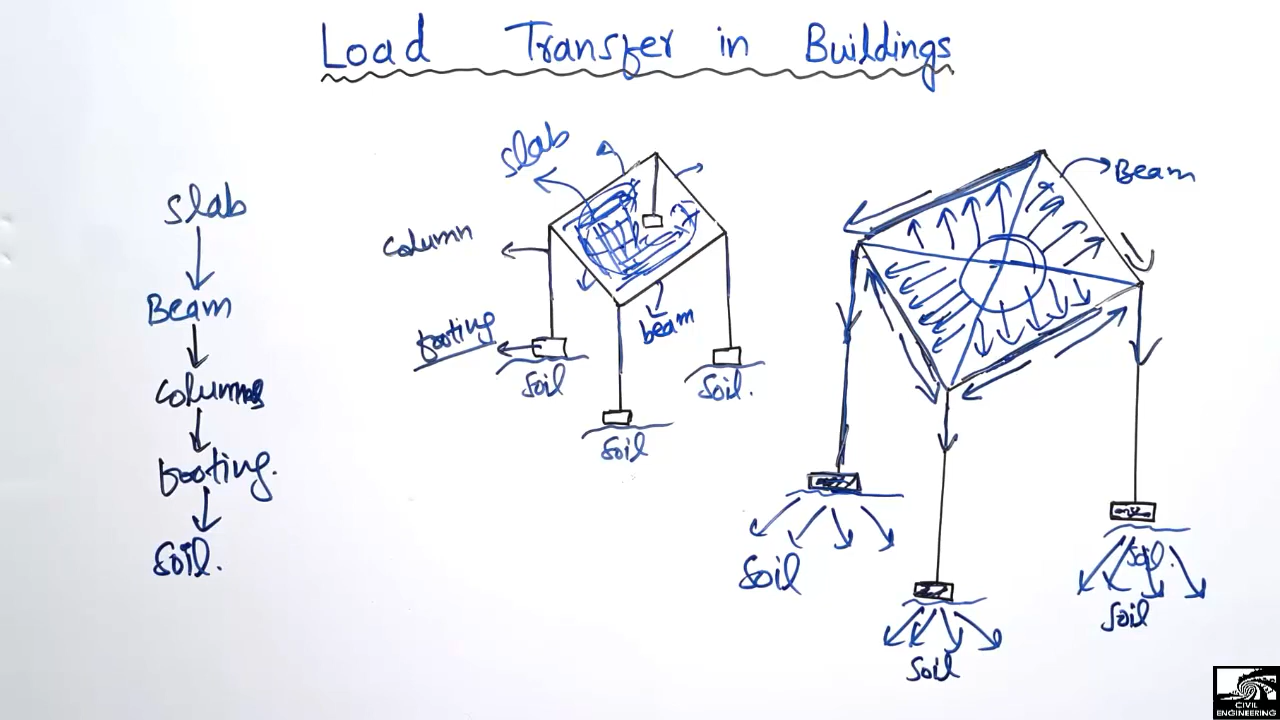 Load Transfer in Buildings
slab
Beam
Columns
footing.
Soil.
slab
column
footing
beam
Soil
Soil
Soil.
Beam
Soil
Soil
Soil.
Soil
CIVIL
ENGINEERING